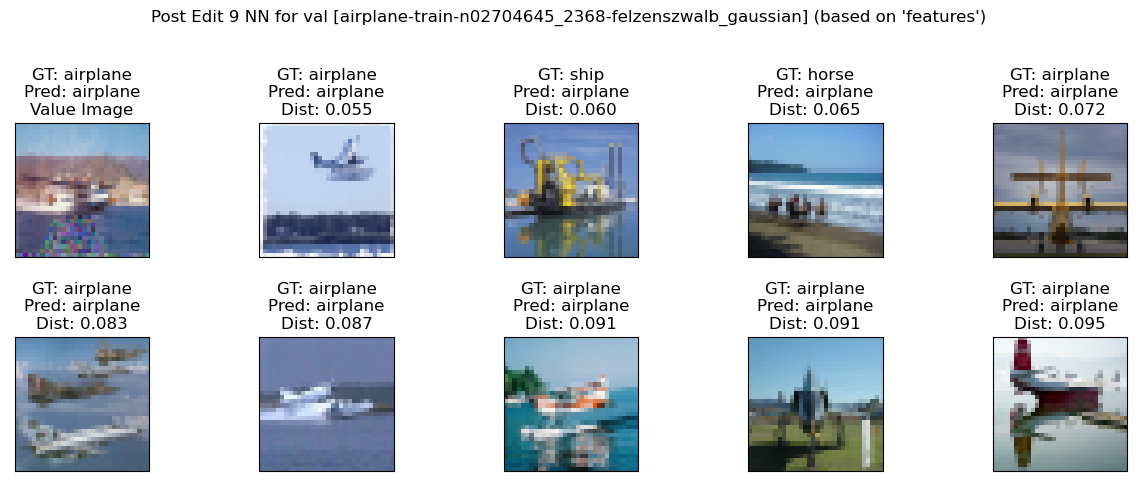 Post Edit 9 NN for val [airplane-train-n02704645_2368-felzenszwalb_gaussian] (based on 'features')
GT: airplane
Pred: airplane
Value Image
GT: airplane
Pred: airplane
Dist: 0.055
GT: ship
Pred: airplane
Dist: 0.060
GT: horse
Pred: airplane
Dist: 0.065
GT: airplane
Pred: airplane
Dist: 0.072
GT: airplane
Pred: airplane
Dist: 0.083
GT: airplane
Pred: airplane
Dist: 0.087
GT: airplane
Pred: airplane
Dist: 0.091
GT: airplane
Pred: airplane
Dist: 0.091
GT: airplane
Pred: airplane
Dist: 0.095